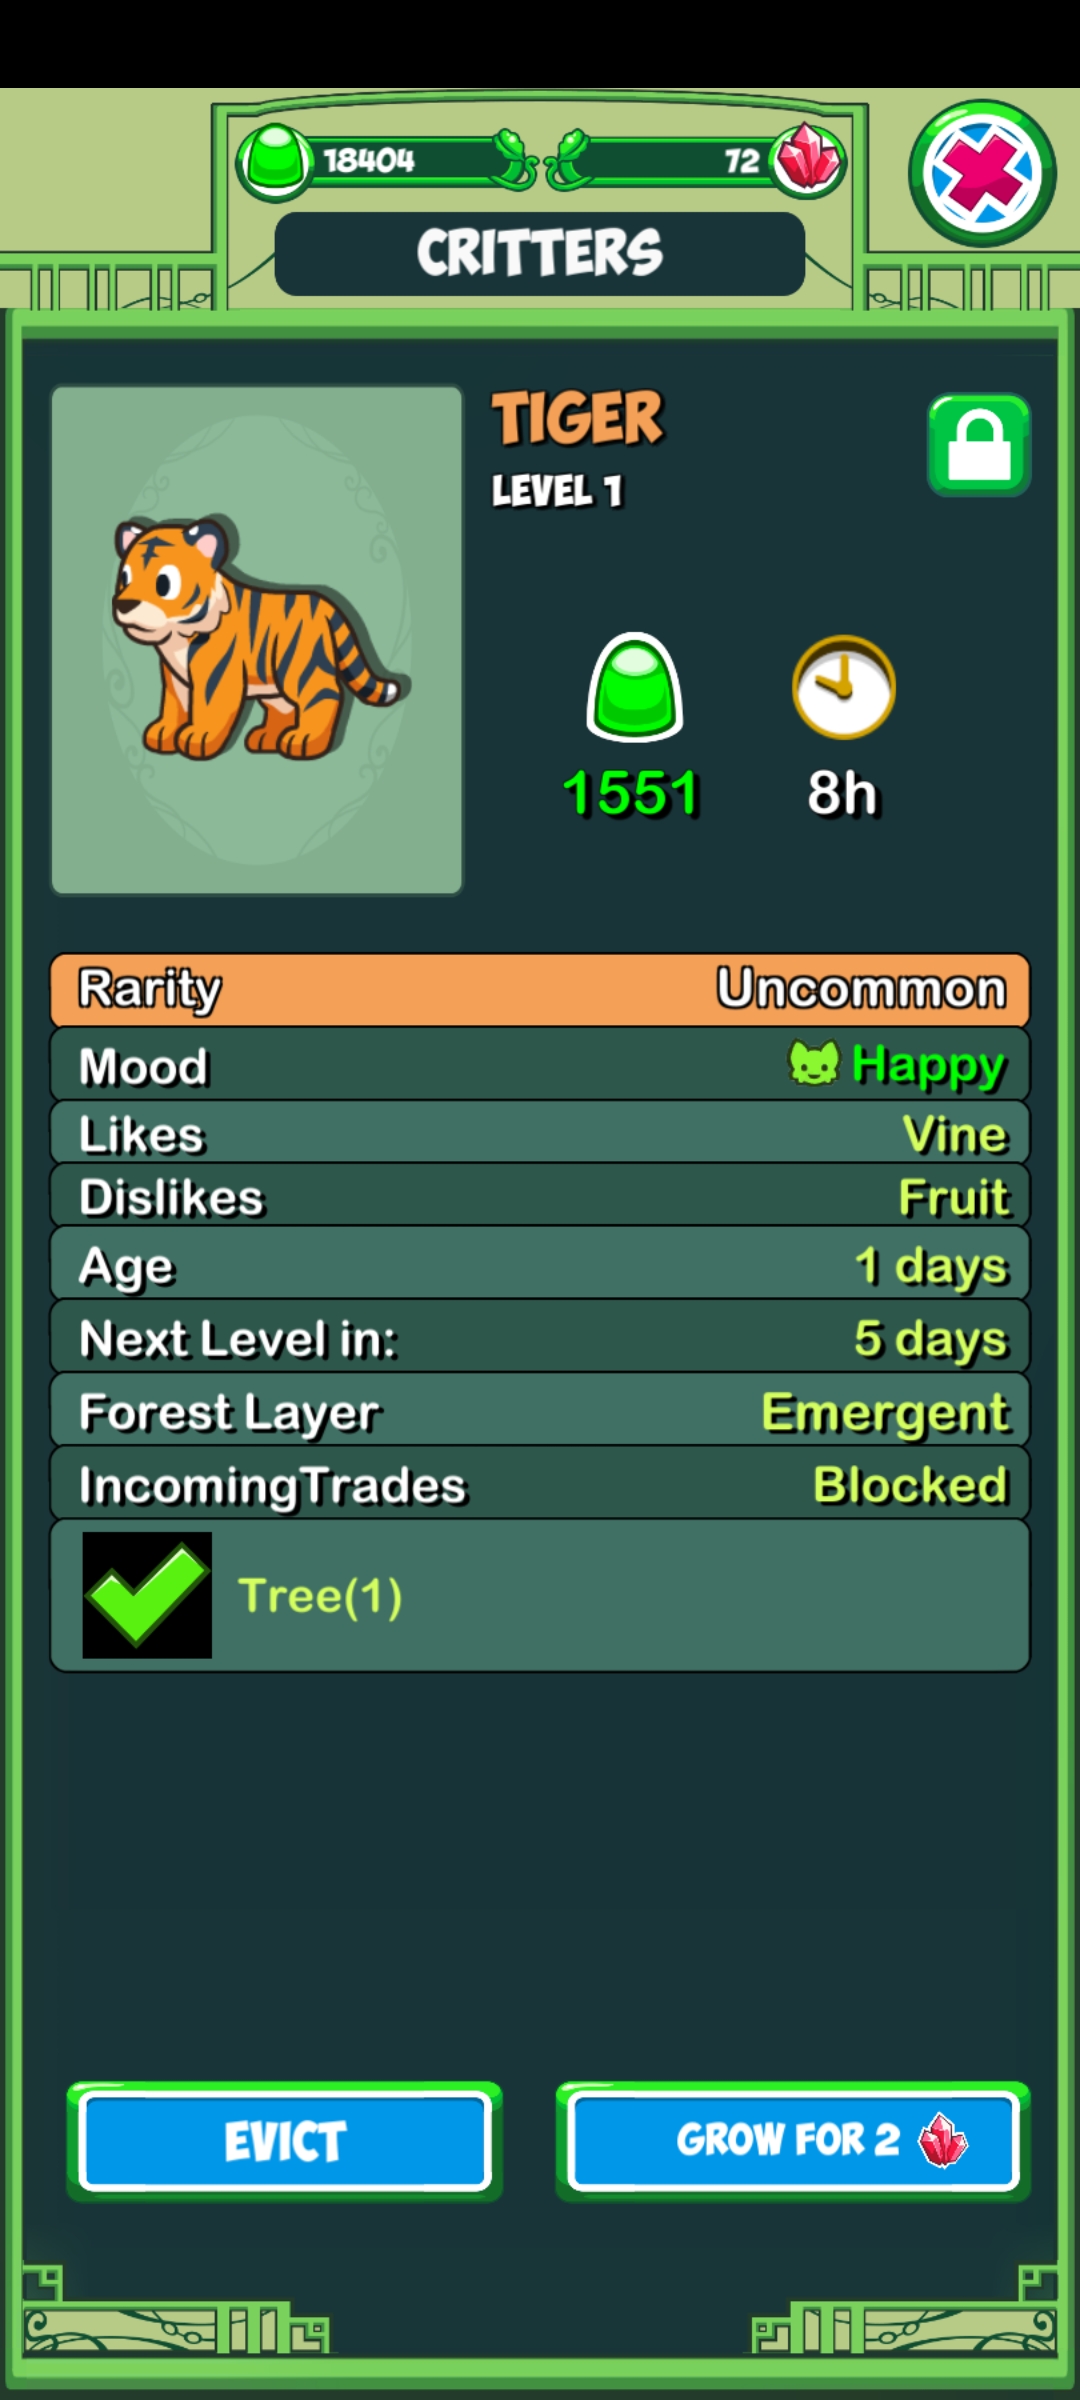 18404
72
CRITTERS
TIGER
LEVEL 1
1551
8h
Rarity Uncommon
Mood Happy
Likes Vine
Dislikes Fruit
Age 1 days
Next Level in: 5 days
Forest Layer Emergent
IncomingTrades Blocked
Tree(1)
EVICT
GROW FOR 2